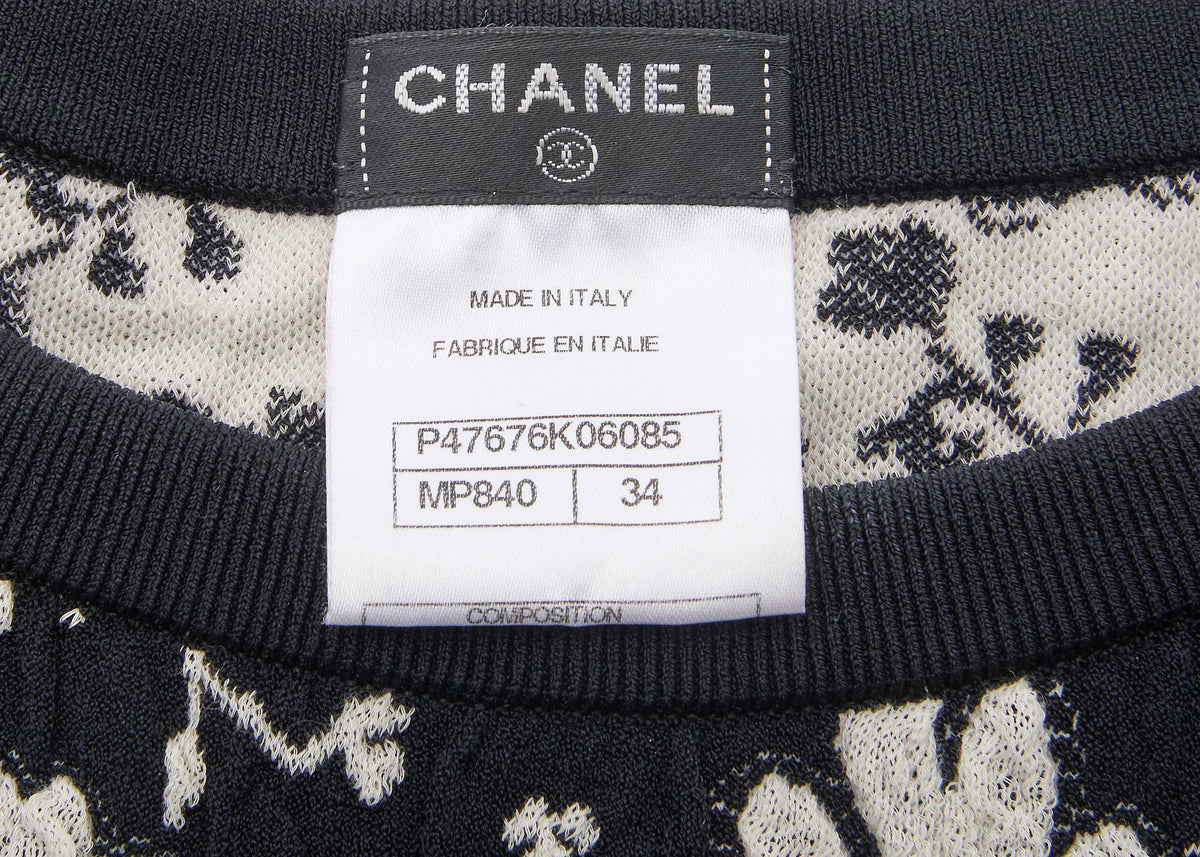 CHANEL
MADE IN ITALY
FABRIQUE EN ITALIE
P47676K06085
MP840 34
COMPOSITION